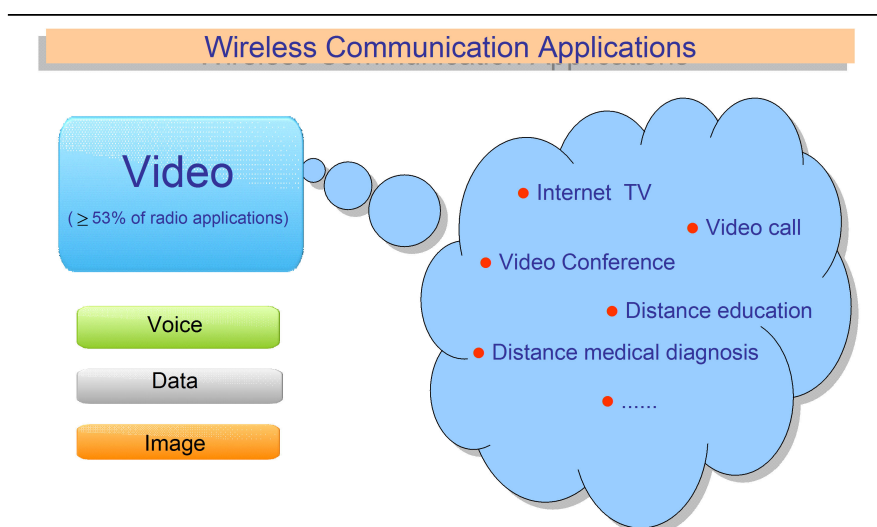 Wireless Communication Applications
Video
( ≥ 53% of radio applications)
Voice
Data
Image
• Internet TV
• Video call
• Video Conference
• Distance education
• Distance medical diagnosis
• ......